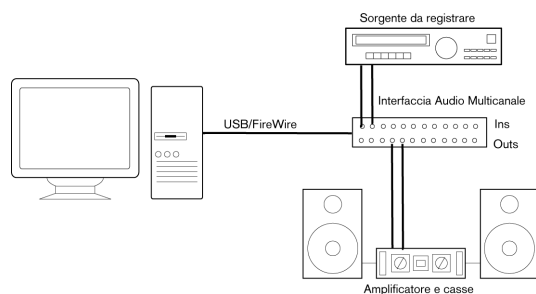 Sorgente da registrare
Interfaccia Audio Multicanale
USB/FireWire
Ins
Outs
Amplificatore e casse